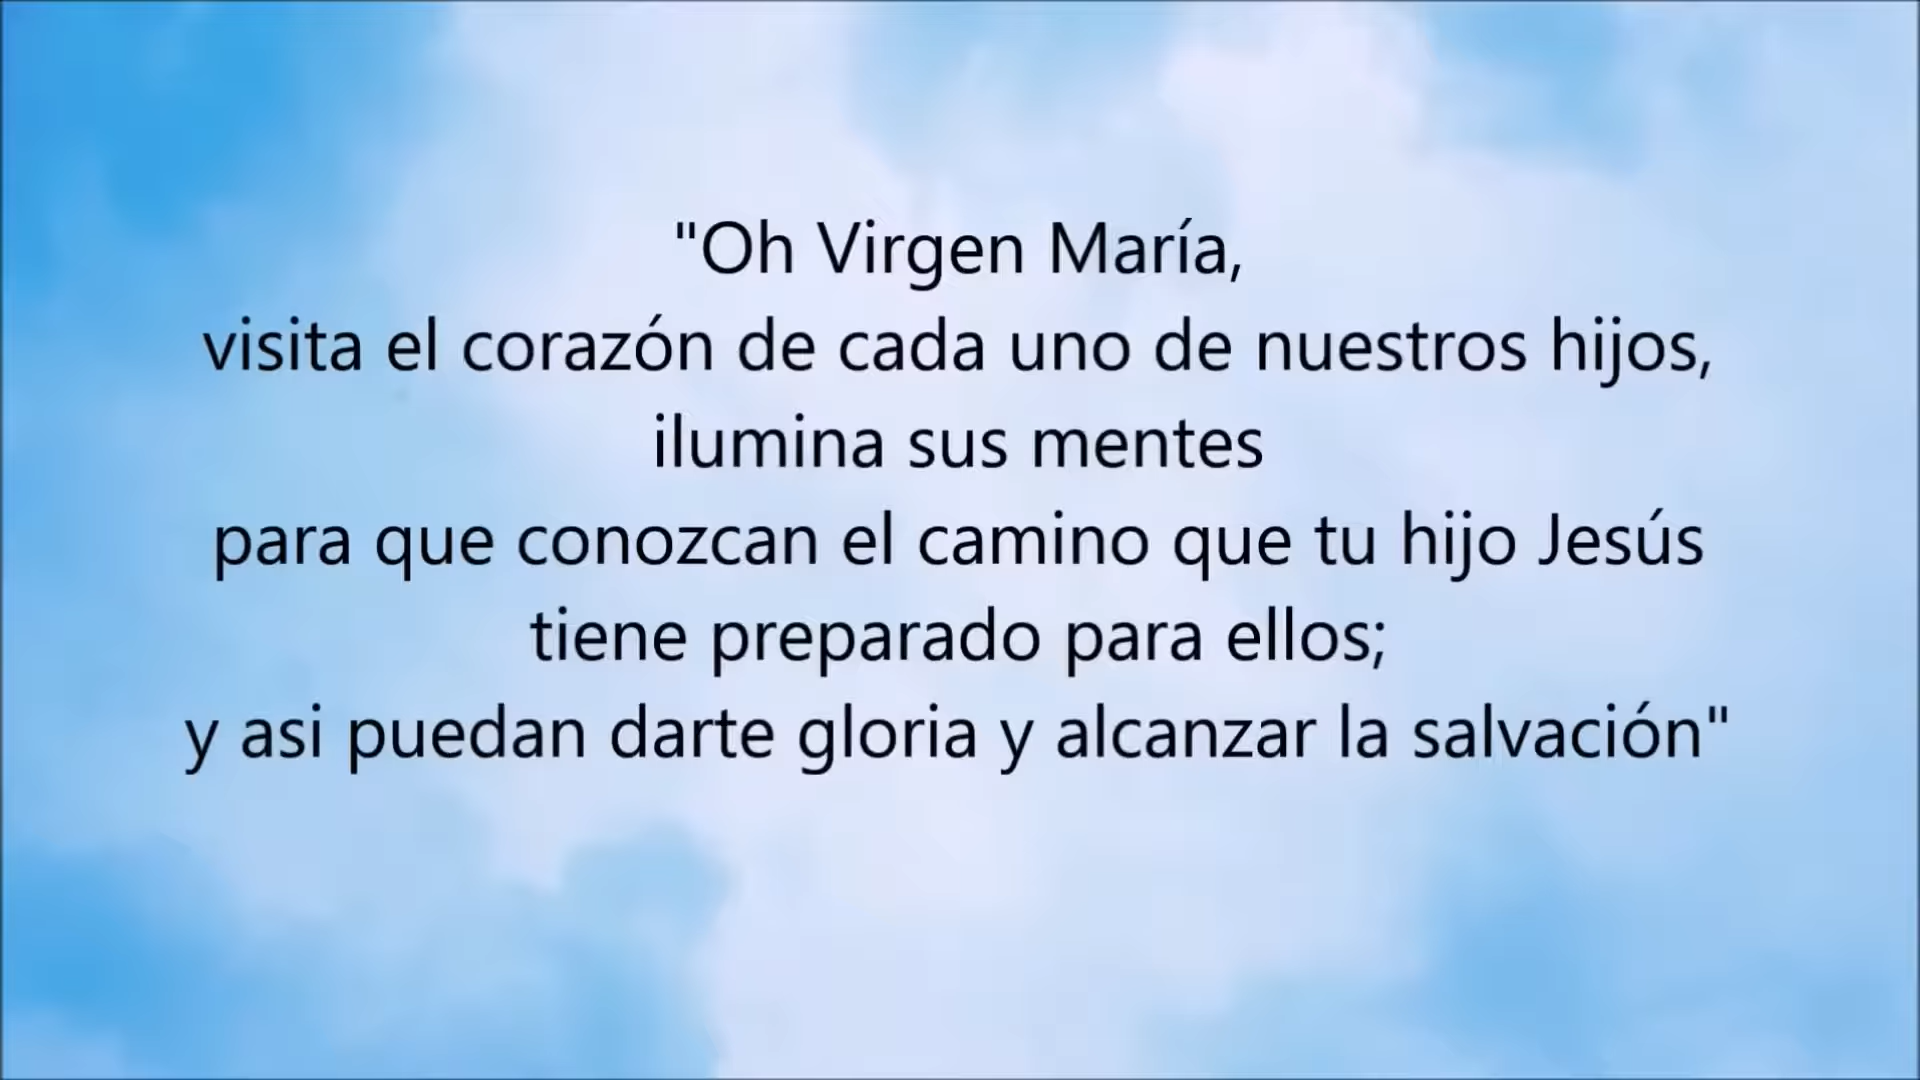 "Oh Virgen María,
visita el corazón de cada uno de nuestros hijos,
ilumina sus mentes
para que conozcan el camino que tu hijo Jesús
tiene preparado para ellos;
y asi puedan darte gloria y alcanzar la salvación"